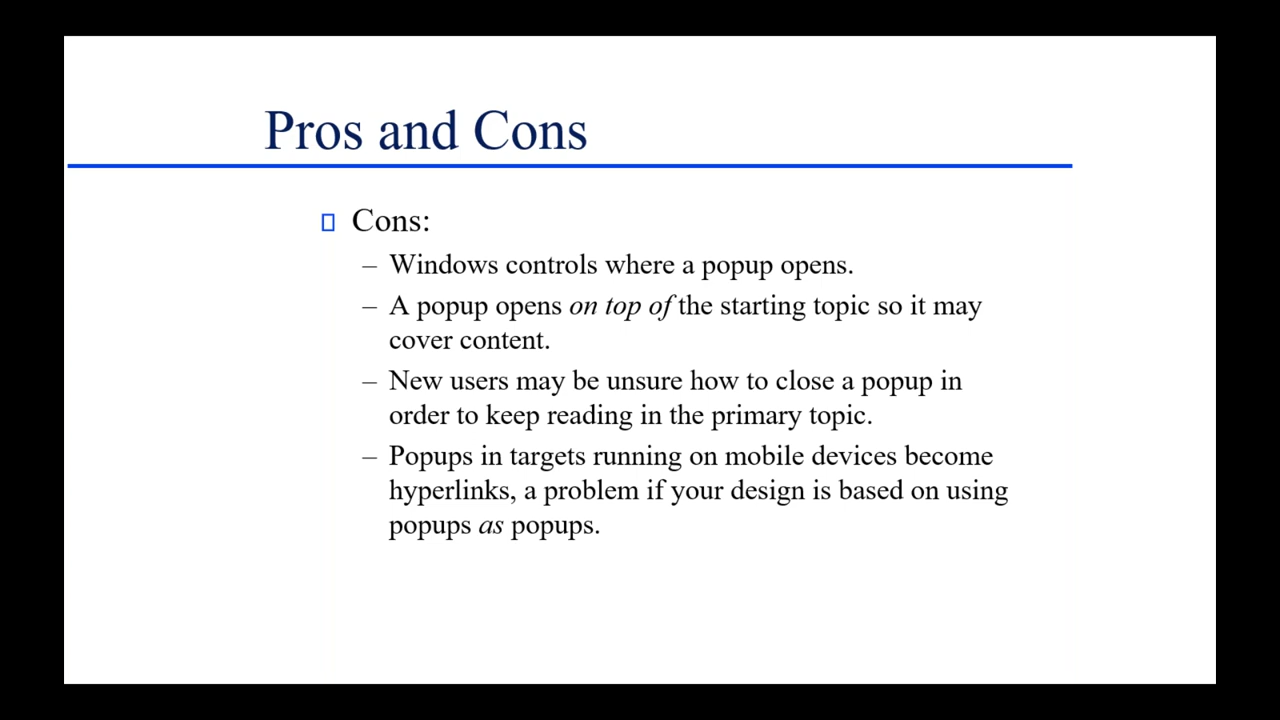 Pros and Cons
Cons:
– Windows controls where a popup opens.
– A popup opens on top of the starting topic so it may
cover content.
– New users may be unsure how to close a popup in
order to keep reading in the primary topic.
– Popups in targets running on mobile devices become
hyperlinks, a problem if your design is based on using
popups as popups.